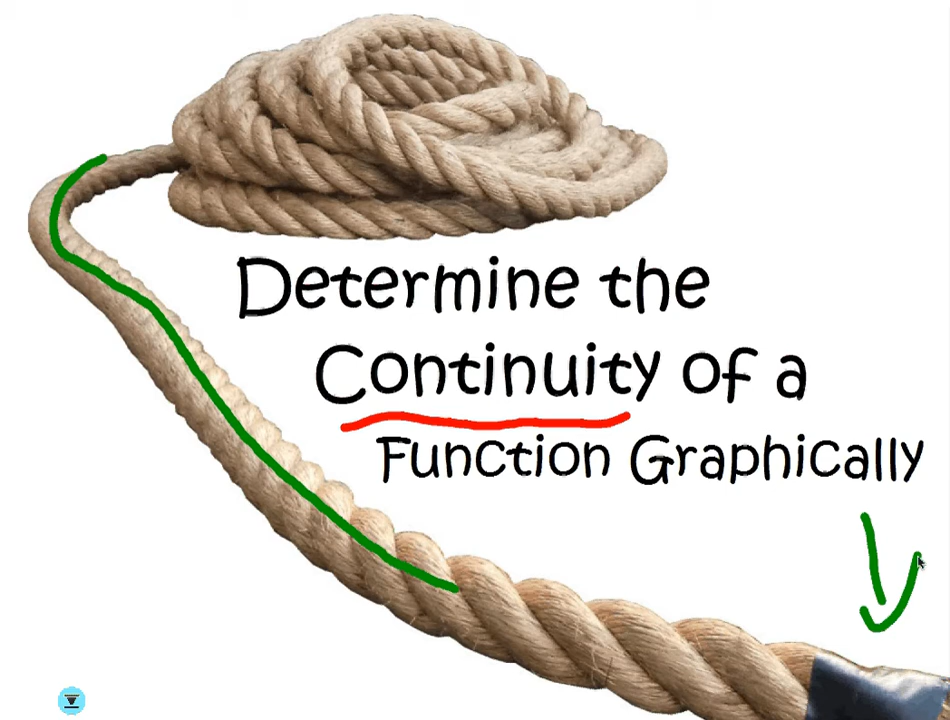 Determine the
Continuity of a
Function Graphically